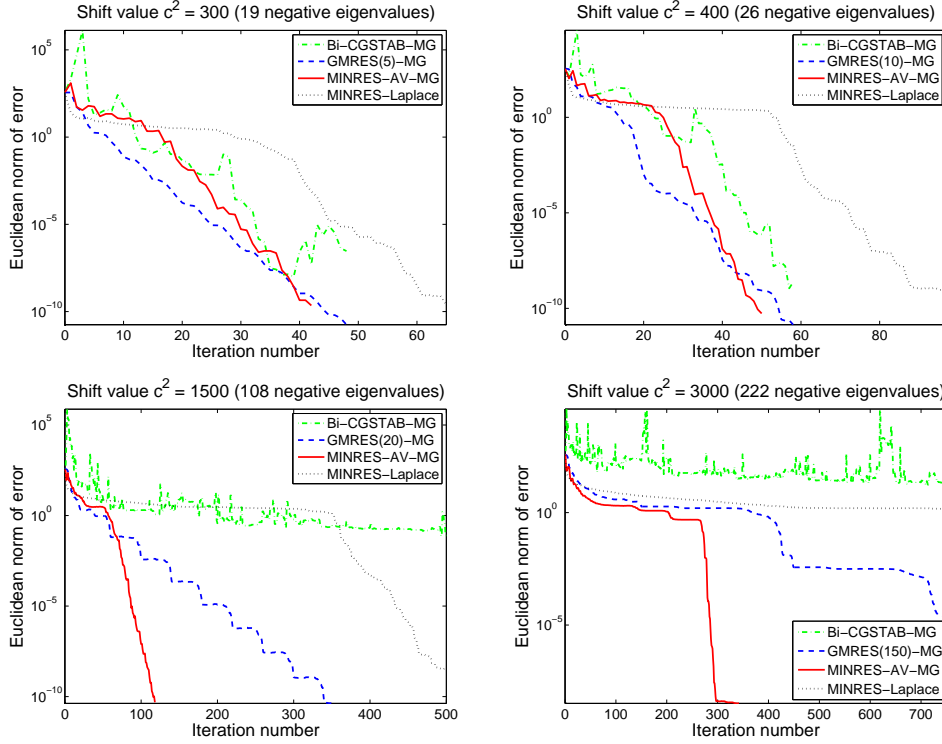 Shift value c² = 300 (19 negative eigenvalues)
Euclidean norm of error
10⁵
10⁰
10⁻⁵
10⁻¹⁰
Bi−CGSTAB−MG
GMRES(5)−MG
MINRES−AV−MG
MINRES−Laplace
0 10 20 30 40 50 60
Iteration number
Shift value c² = 400 (26 negative eigenvalues)
Euclidean norm of error
10⁰
10⁻⁵
10⁻¹⁰
Bi−CGSTAB−MG
GMRES(10)−MG
MINRES−AV−MG
MINRES−Laplace
0 20 40 60 80
Iteration number
Shift value c² = 1500 (108 negative eigenvalues)
Euclidean norm of error
10⁵
10⁰
10⁻⁵
10⁻¹⁰
Bi−CGSTAB−MG
GMRES(20)−MG
MINRES−AV−MG
MINRES−Laplace
0 100 200 300 400 500
Iteration number
Shift value c² = 3000 (222 negative eigenvalues)
Euclidean norm of error
10⁰
10⁻⁵
Bi−CGSTAB−MG
GMRES(150)−MG
MINRES−AV−MG
MINRES−Laplace
0 100 200 300 400 500 600 700
Iteration number